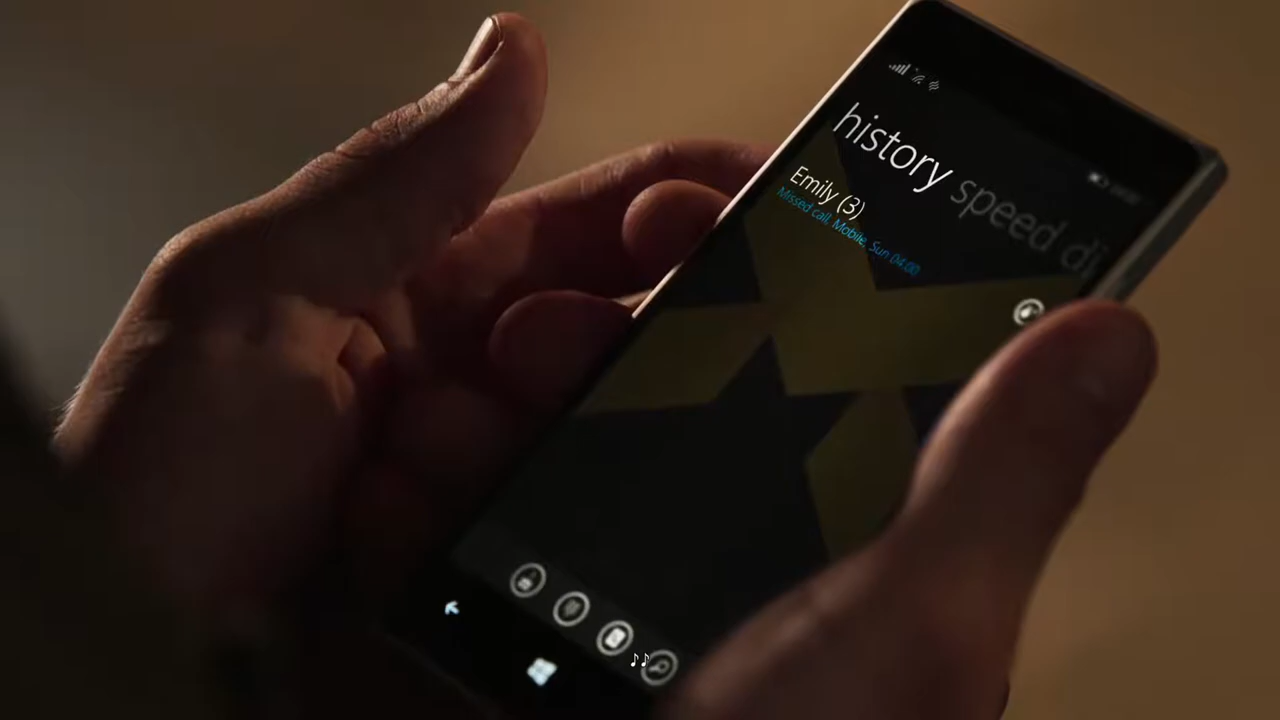 history speed di
Emily (3)
Missed call, Mobile, Sun 04:00
♪♪